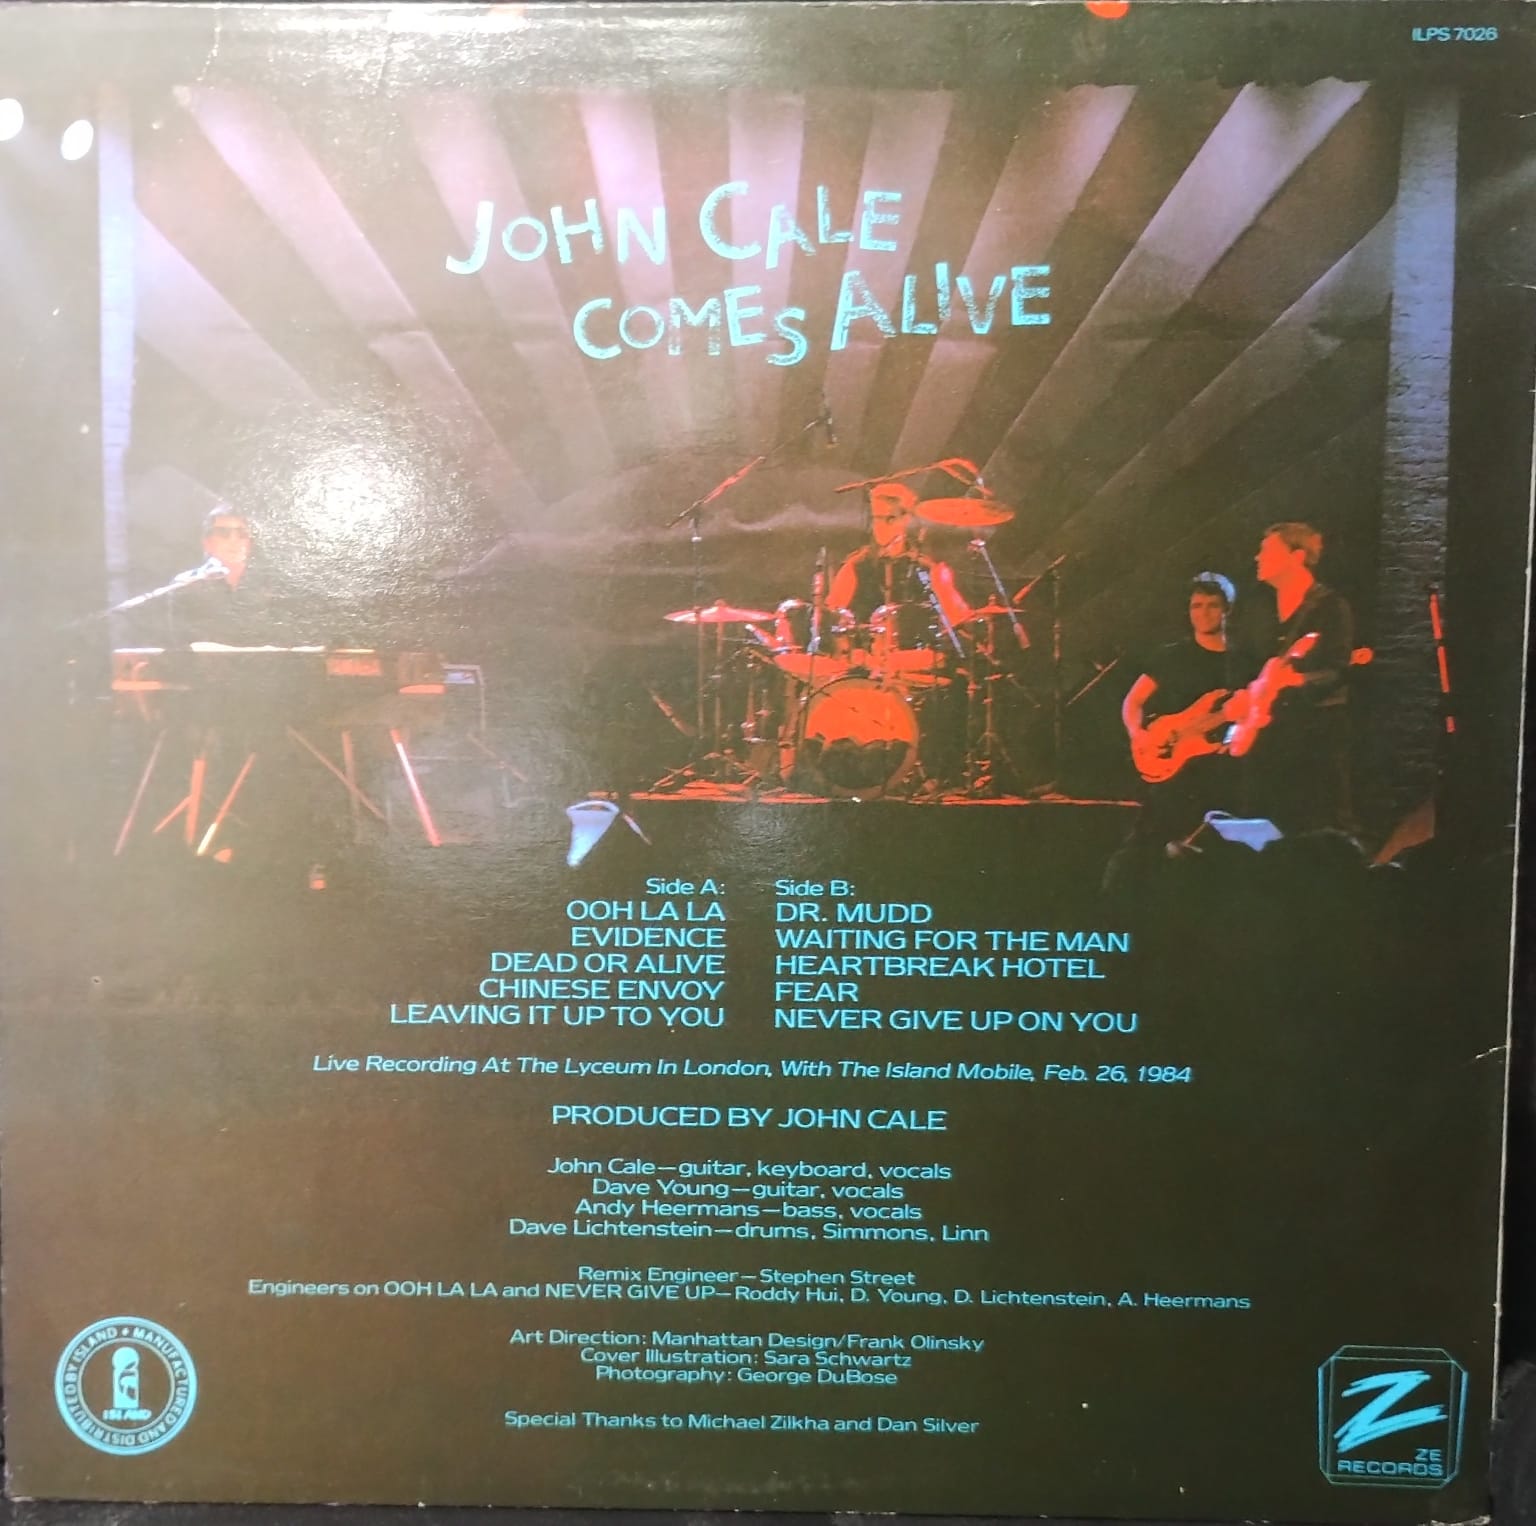 ILPS 7026
JOHN CALE
COMES ALIVE
Side A:
OOH LA LA
EVIDENCE
DEAD OR ALIVE
CHINESE ENVOY
LEAVING IT UP TO YOU
Side B:
DR. MUDD
WAITING FOR THE MAN
HEARTBREAK HOTEL
FEAR
NEVER GIVE UP ON YOU
Live Recording At The Lyceum In London, With The Island Mobile, Feb. 26, 1984
PRODUCED BY JOHN CALE
John Cale—guitar, keyboard, vocals
Dave Young—guitar, vocals
Andy Heermans—bass, vocals
Dave Lichtenstein—drums, Simmons, Linn
Remix Engineer—Stephen Street
Engineers on OOH LA LA and NEVER GIVE UP—Roddy Hui, D. Young, D. Lichtenstein, A. Heermans
Art Direction: Manhattan Design/Frank Olinsky
Cover Illustration: Sara Schwartz
Photography: George DuBose
Special Thanks to Michael Zilkha and Dan Silver
MANUFACTURED AND DISTRIBUTED BY ISLAND
ISLAND
Z
ZE
RECORDS